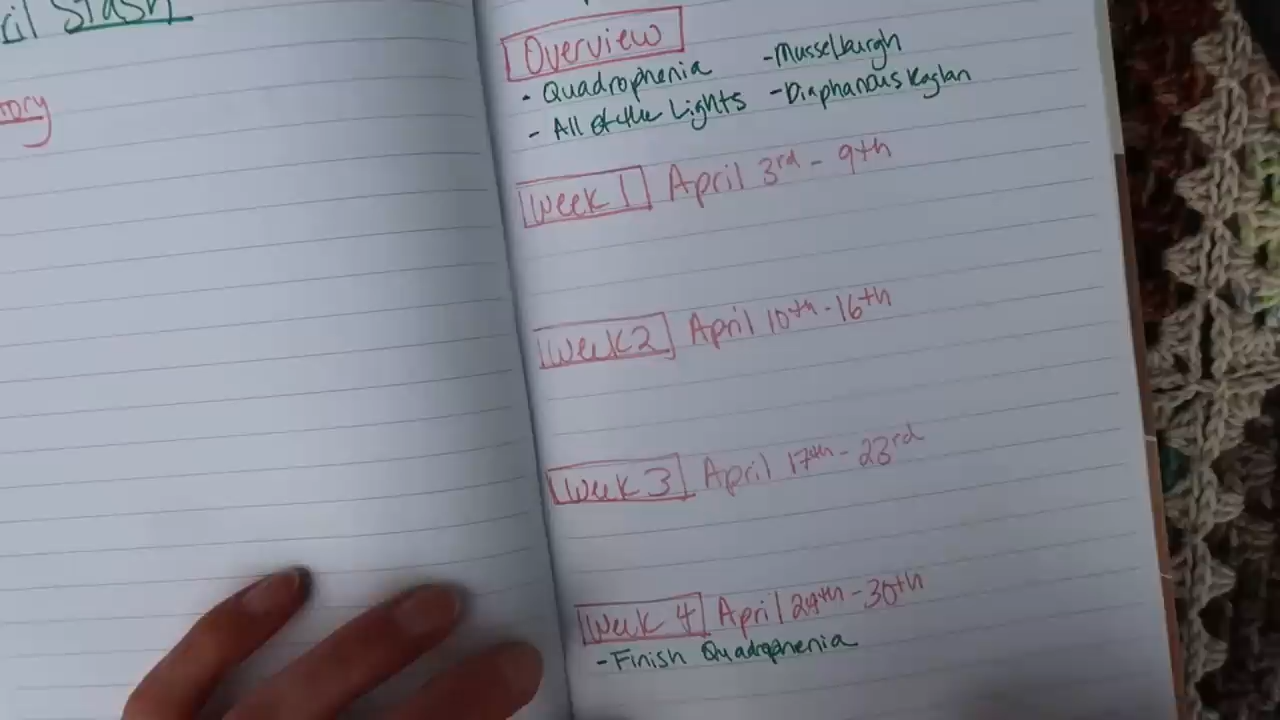 Stash
Overview
- Quadrophenia
- Musselburgh
- All of the Lights
- Diaphanous Raglan
Week 1 April 3rd - 9th
Week 2 April 10th - 16th
Week 3 April 17th - 23rd
Week 4 April 24th - 30th
- Finish Quadrophenia